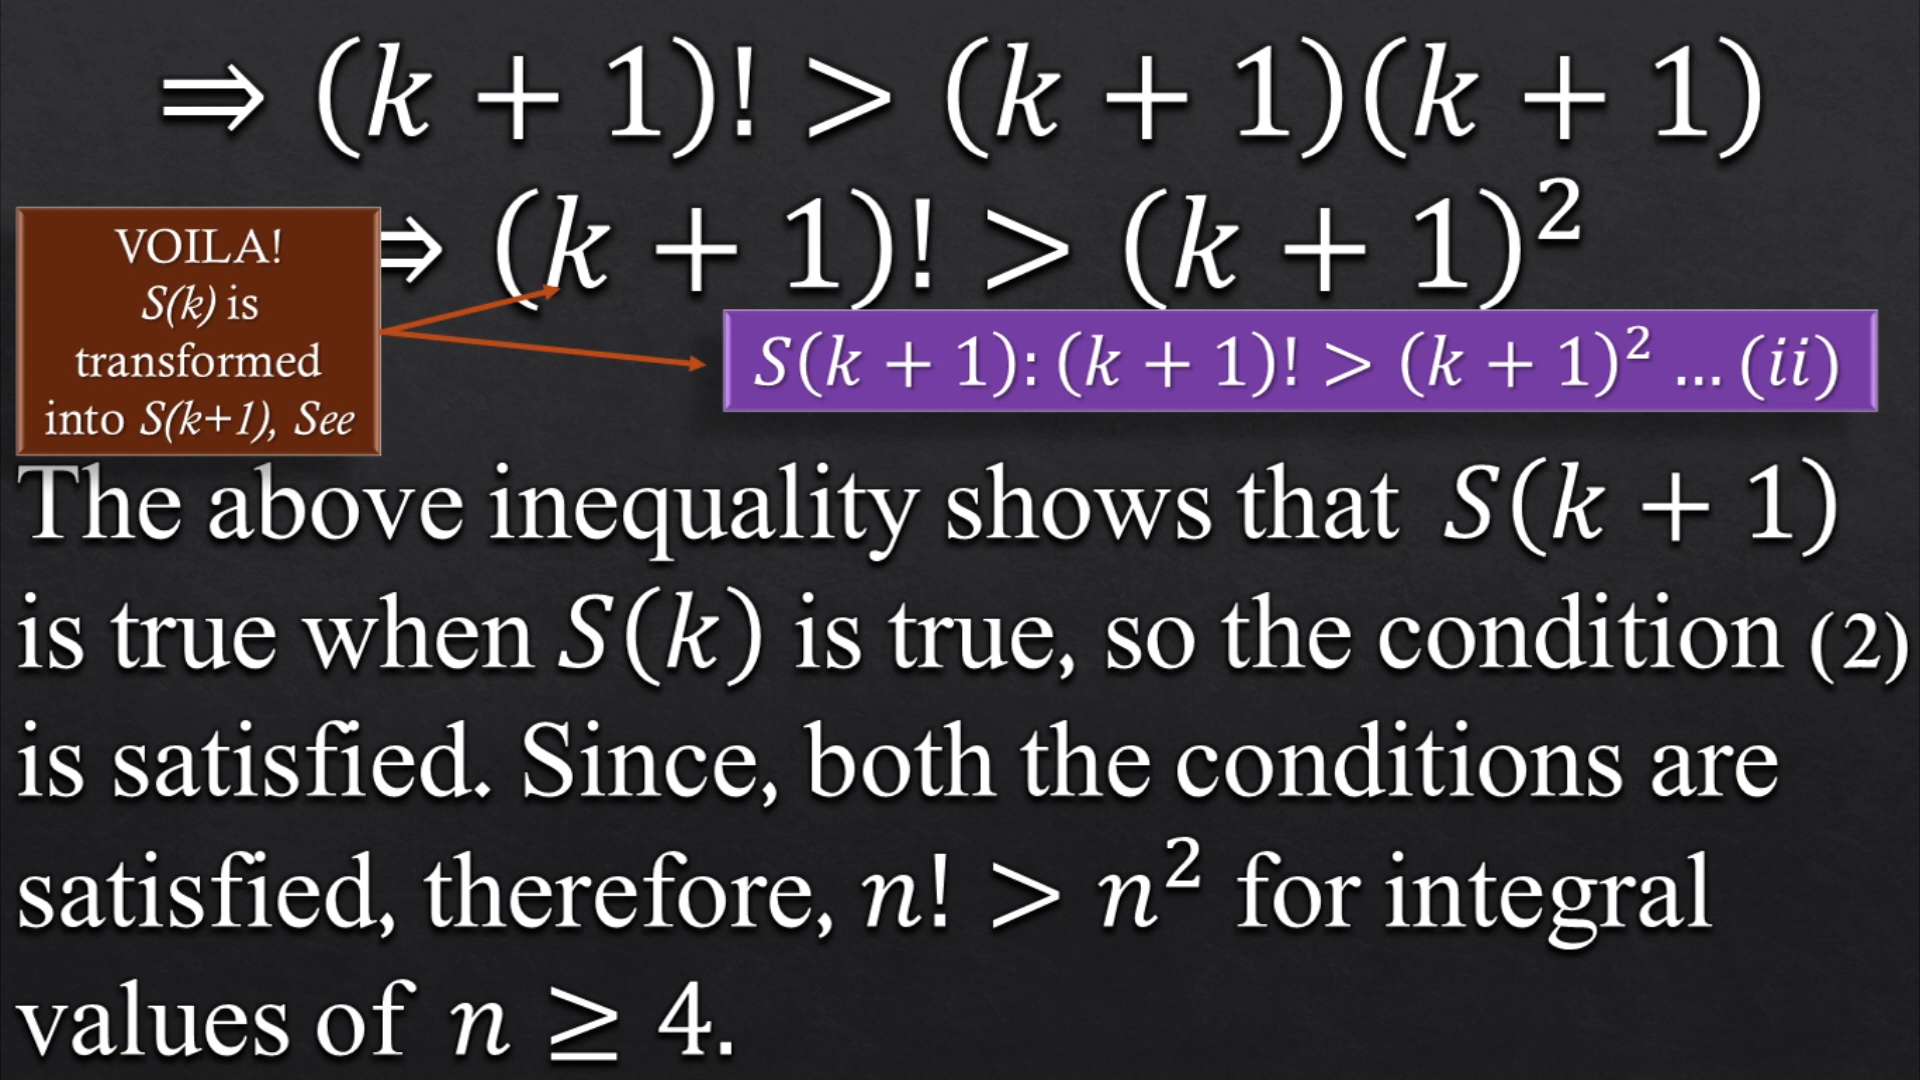 ⇒ (k + 1)! > (k + 1)(k + 1)
⇒ (k + 1)! > (k + 1)²
VOILA!
S(k) is
transformed
into S(k+1), See
S(k + 1): (k + 1)! > (k + 1)² … (ii)
The above inequality shows that S(k + 1)
is true when S(k) is true, so the condition (2)
is satisfied. Since, both the conditions are
satisfied, therefore, n! > n² for integral
values of n ≥ 4.